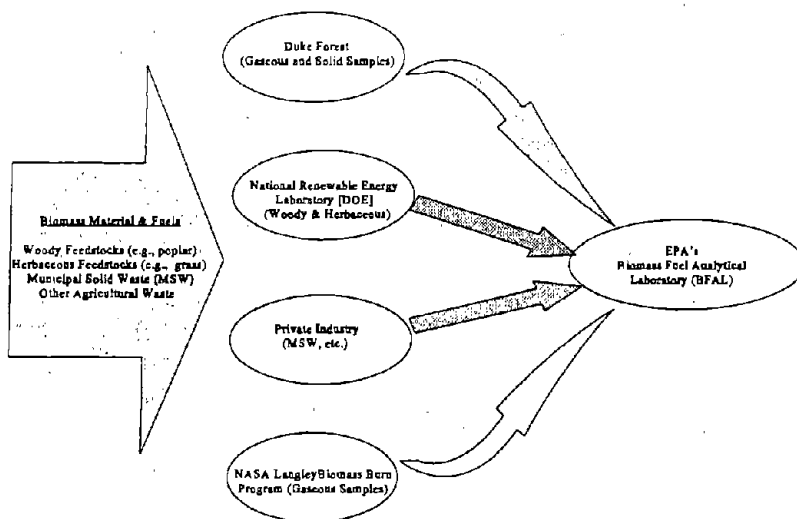 Duke Forest
(Gaseous and Solid Samples)
National Renewable Energy
Laboratory [DOE]
(Woody & Herbaceous)
Biomass Material & Fuels
Woody Feedstocks (e.g., poplar)
Herbaceous Feedstocks (e.g., grass)
Municipal Solid Waste (MSW)
Other Agricultural Waste
EPA's
Biomass Fuel Analytical
Laboratory (BFAL)
Private Industry
(MSW, etc.)
NASA Langley Biomass Burn
Program (Gaseous Samples)